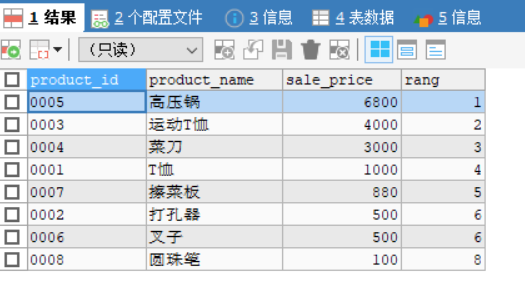 1 结果 2 个配置文件 3 信息 4 表数据 5 信息
（只读）
product_id product_name sale_price rang
0005 高压锅 6800 1
0003 运动T恤 4000 2
0004 菜刀 3000 3
0001 T恤 1000 4
0007 擦菜板 880 5
0002 打孔器 500 6
0006 叉子 500 6
0008 圆珠笔 100 8